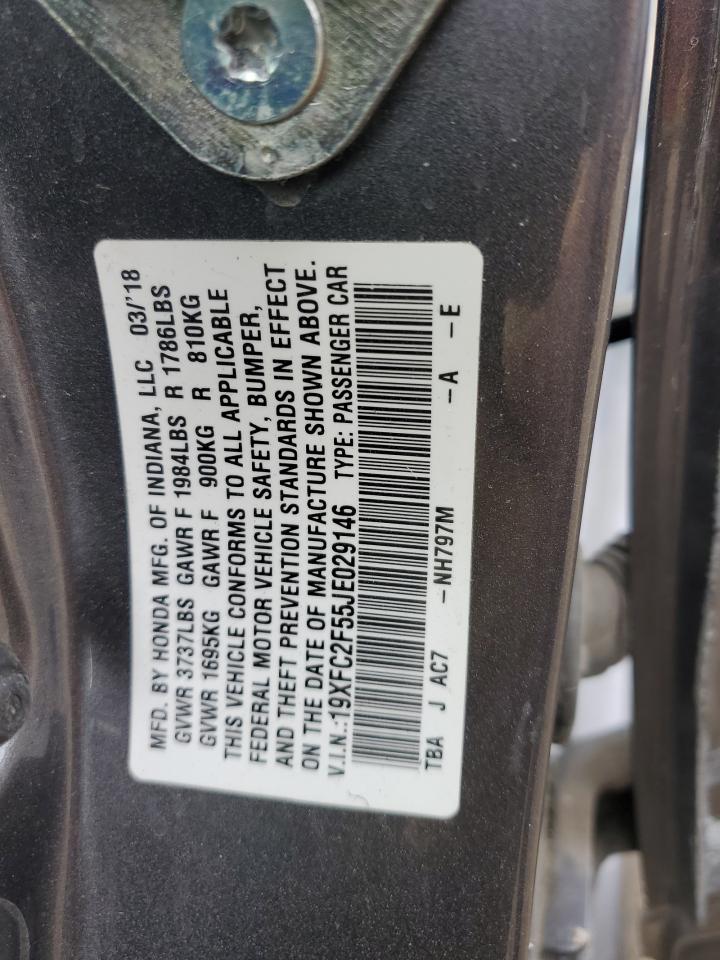 MFD. BY HONDA MFG. OF INDIANA, LLC 03/'18
GVWR 3737LBS GAWR F 1984LBS R 1786LBS
GVWR 1695KG GAWR F 900KG R 810KG
THIS VEHICLE CONFORMS TO ALL APPLICABLE
FEDERAL MOTOR VEHICLE SAFETY, BUMPER,
AND THEFT PREVENTION STANDARDS IN EFFECT
ON THE DATE OF MANUFACTURE SHOWN ABOVE.
V.I.N.:19XFC2F55JE029146 TYPE: PASSENGER CAR
TBA J AC7 -NH797M -A -E